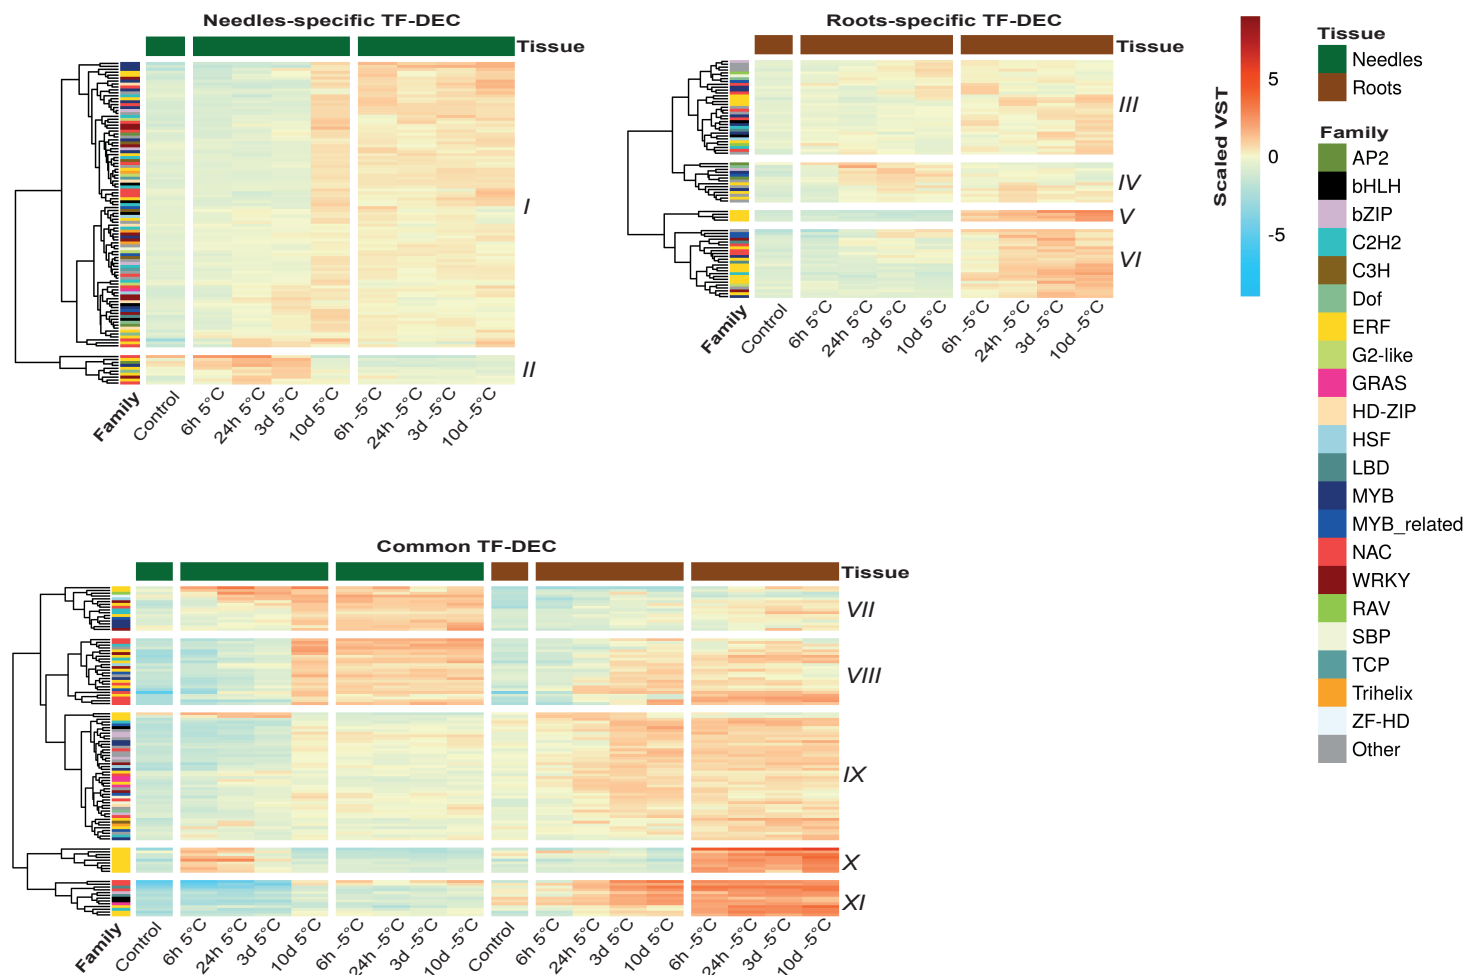 Needles-specific TF-DEC
Tissue
I
II
Family
Control
6h 5°C
24h 5°C
3d 5°C
10d 5°C
6h -5°C
24h -5°C
3d -5°C
10d -5°C
Roots-specific TF-DEC
Tissue
III
IV
V
VI
Family
Control
6h 5°C
24h 5°C
3d 5°C
10d 5°C
6h -5°C
24h -5°C
3d -5°C
10d -5°C
Scaled VST
5
0
-5
Tissue
Needles
Roots
Family
AP2
bHLH
bZIP
C2H2
C3H
Dof
ERF
G2-like
GRAS
HD-ZIP
HSF
LBD
MYB
MYB_related
NAC
WRKY
RAV
SBP
TCP
Trihelix
ZF-HD
Other
Common TF-DEC
Tissue
VII
VIII
IX
X
XI
Family
Control
6h 5°C
24h 5°C
3d 5°C
10d 5°C
6h -5°C
24h -5°C
3d -5°C
10d -5°C
Control
6h 5°C
24h 5°C
3d 5°C
10d 5°C
6h -5°C
24h -5°C
3d -5°C
10d -5°C